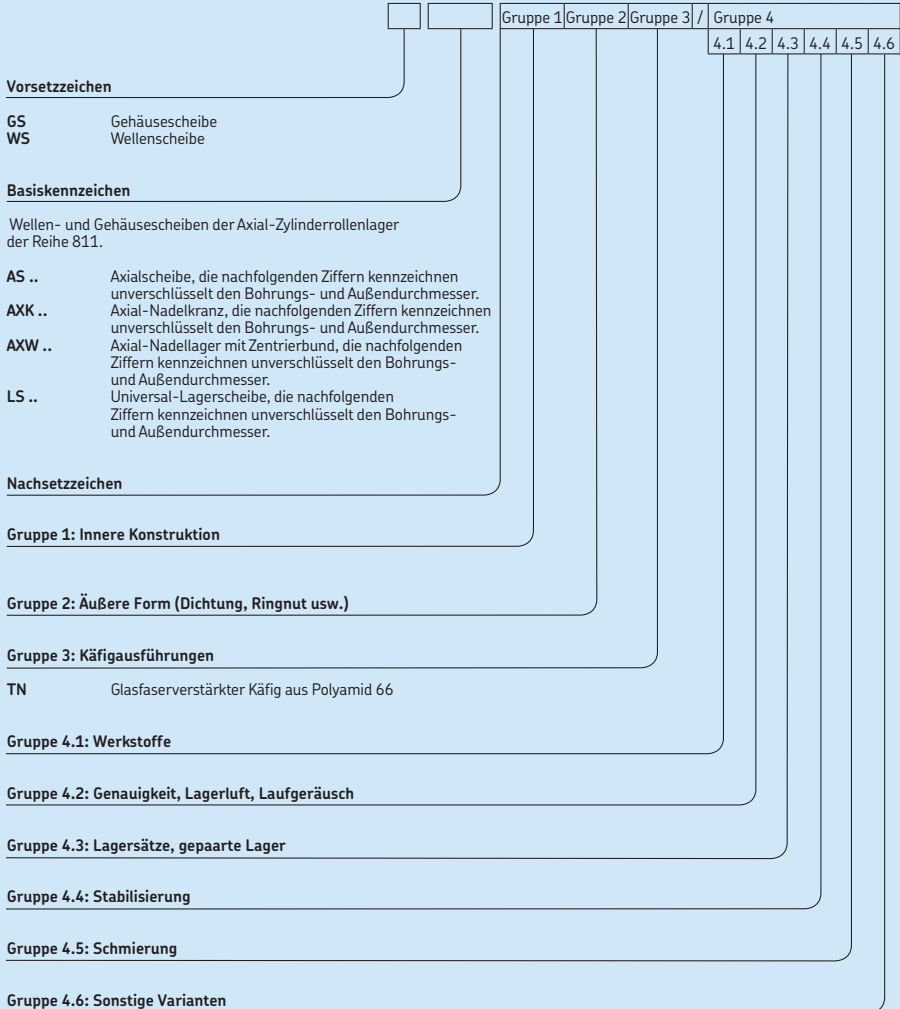 Gruppe 1 Gruppe 2 Gruppe 3 / Gruppe 4
4.1 4.2 4.3 4.4 4.5 4.6
Vorsetzzeichen
GS Gehäusescheibe
WS Wellenscheibe
Basiskennzeichen
Wellen- und Gehäusescheiben der Axial-Zylinderrollenlager
der Reihe 811.
AS .. Axialscheibe, die nachfolgenden Ziffern kennzeichnen
unverschlüsselt den Bohrungs- und Außendurchmesser.
AXK .. Axial-Nadelkranz, die nachfolgenden Ziffern kennzeichnen
unverschlüsselt den Bohrungs- und Außendurchmesser.
AXW .. Axial-Nadellager mit Zentrierbund, die nachfolgenden
Ziffern kennzeichnen unverschlüsselt den Bohrungs-
und Außendurchmesser.
LS .. Universal-Lagerscheibe, die nachfolgenden
Ziffern kennzeichnen unverschlüsselt den Bohrungs-
und Außendurchmesser.
Nachsetzzeichen
Gruppe 1: Innere Konstruktion
Gruppe 2: Äußere Form (Dichtung, Ringnut usw.)
Gruppe 3: Käfigausführungen
TN Glasfaserverstärkter Käfig aus Polyamid 66
Gruppe 4.1: Werkstoffe
Gruppe 4.2: Genauigkeit, Lagerluft, Laufgeräusch
Gruppe 4.3: Lagersätze, gepaarte Lager
Gruppe 4.4: Stabilisierung
Gruppe 4.5: Schmierung
Gruppe 4.6: Sonstige Varianten